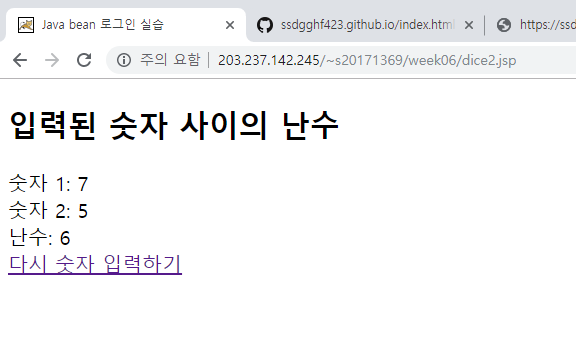 Java bean 로그인 실습
ssdgghf423.github.io/index.html
https://ssd
주의 요함 203.237.142.245/~s20171369/week06/dice2.jsp
입력된 숫자 사이의 난수
숫자 1: 7
숫자 2: 5
난수: 6
다시 숫자 입력하기